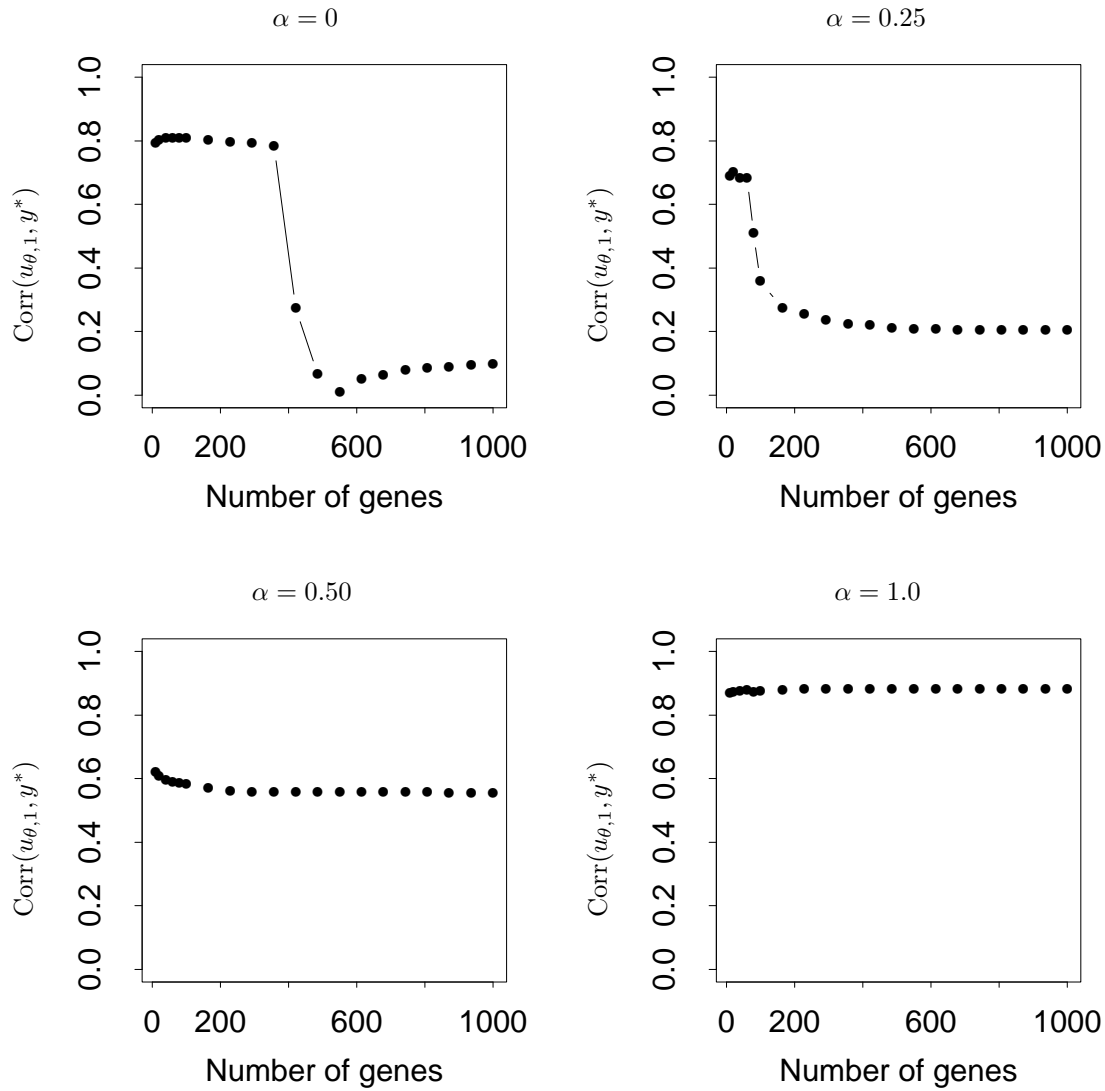 α = 0
1.0
0.8
0.6
0.4
0.2
0.0
Corr(u_{θ,1}, y*)
0 200 600 1000
Number of genes
α = 0.25
1.0
0.8
0.6
0.4
0.2
0.0
Corr(u_{θ,1}, y*)
0 200 600 1000
Number of genes
α = 0.50
1.0
0.8
0.6
0.4
0.2
0.0
Corr(u_{θ,1}, y*)
0 200 600 1000
Number of genes
α = 1.0
1.0
0.8
0.6
0.4
0.2
0.0
Corr(u_{θ,1}, y*)
0 200 600 1000
Number of genes